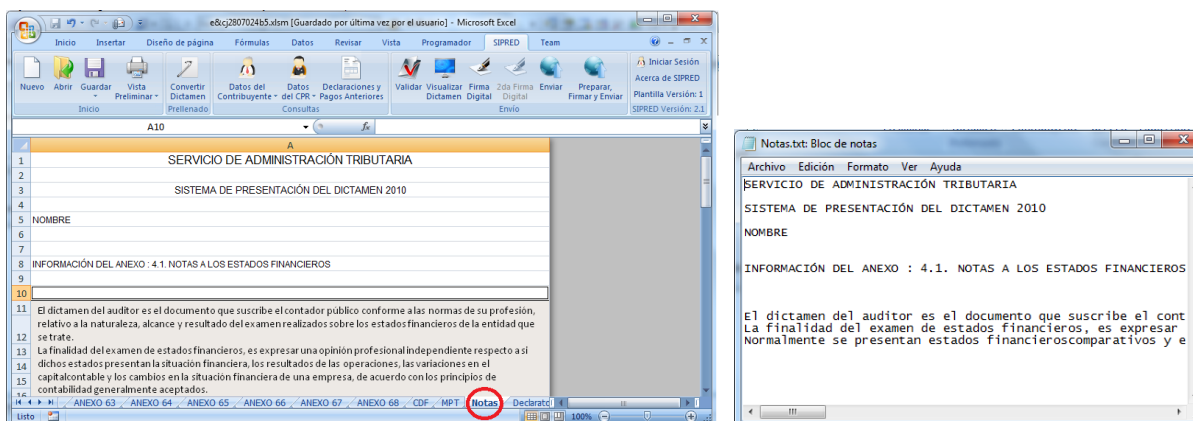 e&cj2807024b5.xlsm [Guardado por última vez por el usuario] - Microsoft Excel
Inicio Insertar Diseño de página Fórmulas Datos Revisar Vista Programador SIPRED Team
Nuevo Abrir Guardar Vista Preliminar Convertir Dictamen Datos del Contribuyente Datos del CPR Declaraciones y Pagos Anteriores Validar Visualizar Dictamen Firma Digital 2da Firma Digital Enviar Preparar, Firmar y Enviar
Iniciar Sesión
Acerca de SIPRED
Plantilla Versión: 1
Inicio Prellenado Consultas Envío SIPRED Versión: 2.1
A10 fx
A
1 SERVICIO DE ADMINISTRACIÓN TRIBUTARIA
2
3 SISTEMA DE PRESENTACIÓN DEL DICTAMEN 2010
4
5 NOMBRE
6
7
8 INFORMACIÓN DEL ANEXO : 4.1. NOTAS A LOS ESTADOS FINANCIEROS
9
10
11 El dictamen del auditor es el documento que suscribe el contador público conforme a las normas de su profesión,
relativo a la naturaleza, alcance y resultado del examen realizados sobre los estados financieros de la entidad que
12 se trate.
13 La finalidad del examen de estados financieros, es expresar una opinión profesional independiente respecto a si
14 dichos estados presentan la situación financiera, los resultados de las operaciones, las variaciones en el
15 capitalcontable y los cambios en la situación financiera de una empresa, de acuerdo con los principios de
16 contabilidad generalmente aceptados.
ANEXO 63 ANEXO 64 ANEXO 65 ANEXO 66 ANEXO 67 ANEXO 68 CDF MPT Notas Declarato
Listo 100%
Notas.txt: Bloc de notas
Archivo Edición Formato Ver Ayuda
SERVICIO DE ADMINISTRACIÓN TRIBUTARIA
SISTEMA DE PRESENTACIÓN DEL DICTAMEN 2010
NOMBRE
INFORMACIÓN DEL ANEXO : 4.1. NOTAS A LOS ESTADOS FINANCIEROS
El dictamen del auditor es el documento que suscribe el cont
La finalidad del examen de estados financieros, es expresar
Normalmente se presentan estados financieroscomparativos y e